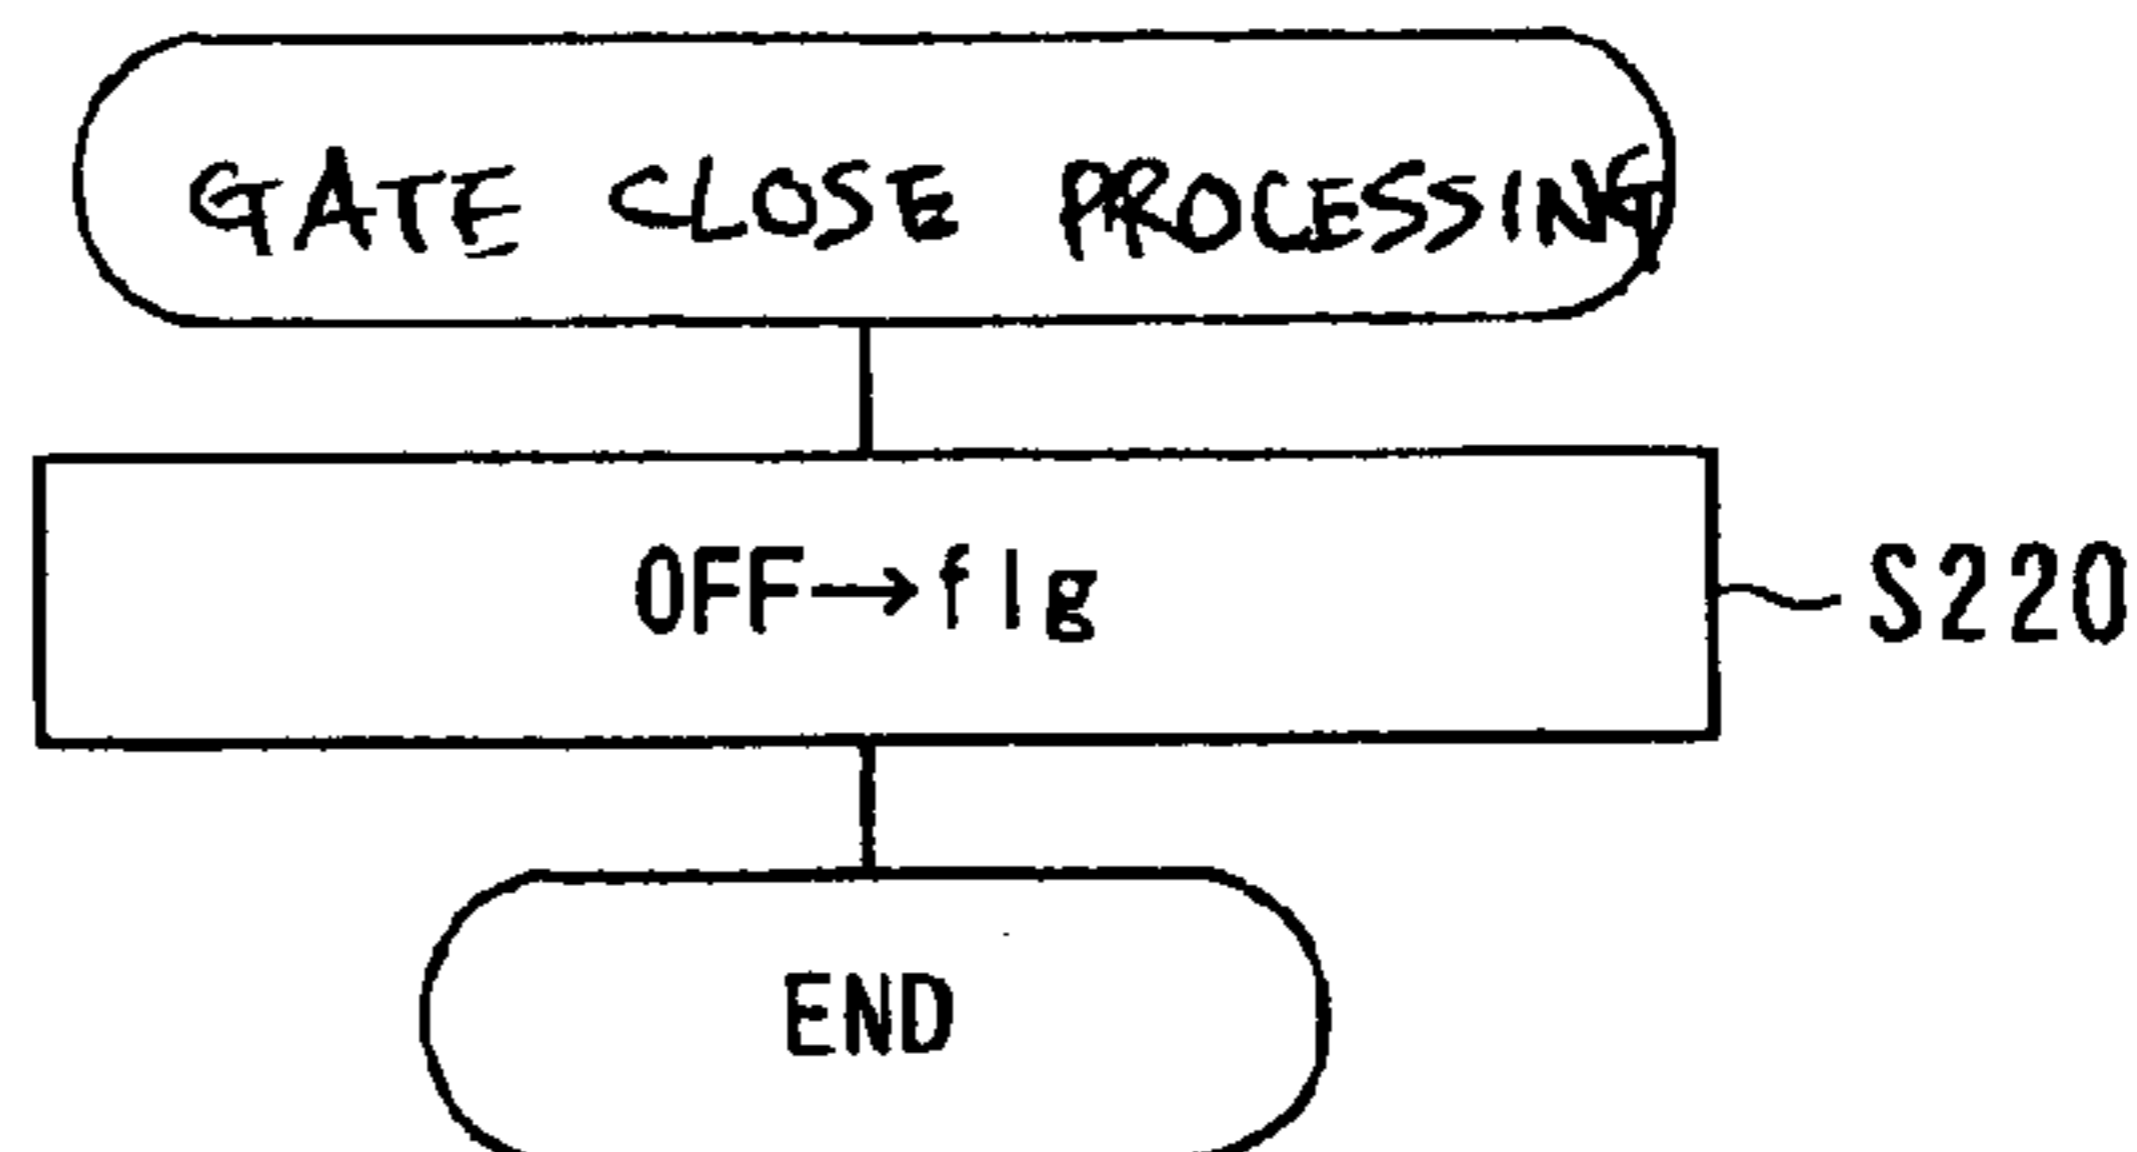 GATE CLOSE PROCESSING
OFF→flg
S220
END